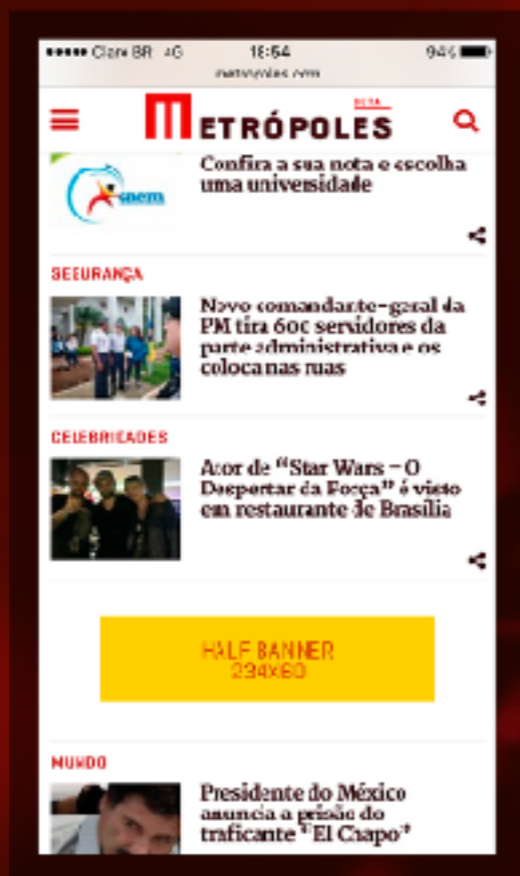 Claro BR 4G 18:54 94%
metropoles.com
BETA
METRÓPOLES
Confira a sua nota e escolha
uma universidade
enem
SEGURANÇA
Novo comandante-geral da
PM tira 600 servidores da
parte administrativa e os
coloca nas ruas
CELEBRIDADES
Ator de “Star Wars – O
Despertar da Força” é visto
em restaurante de Brasília
HALF BANNER
234X60
MUNDO
Presidente do México
anuncia a prisão do
traficante "El Chapo"